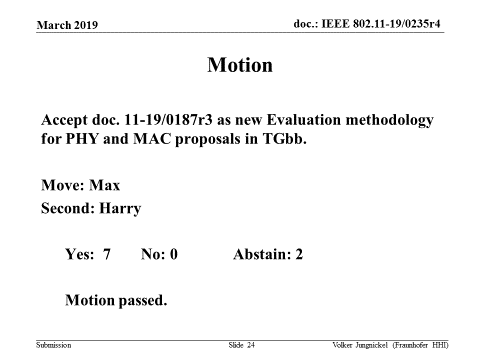 March 2019
doc.: IEEE 802.11-19/0235r4
Motion
Accept doc. 11-19/0187r3 as new Evaluation methodology
for PHY and MAC proposals in TGbb.
Move: Max
Second: Harry
Yes: 7 No: 0 Abstain: 2
Motion passed.
Submission
Slide 24
Volker Jungnickel (Fraunhofer HHI)